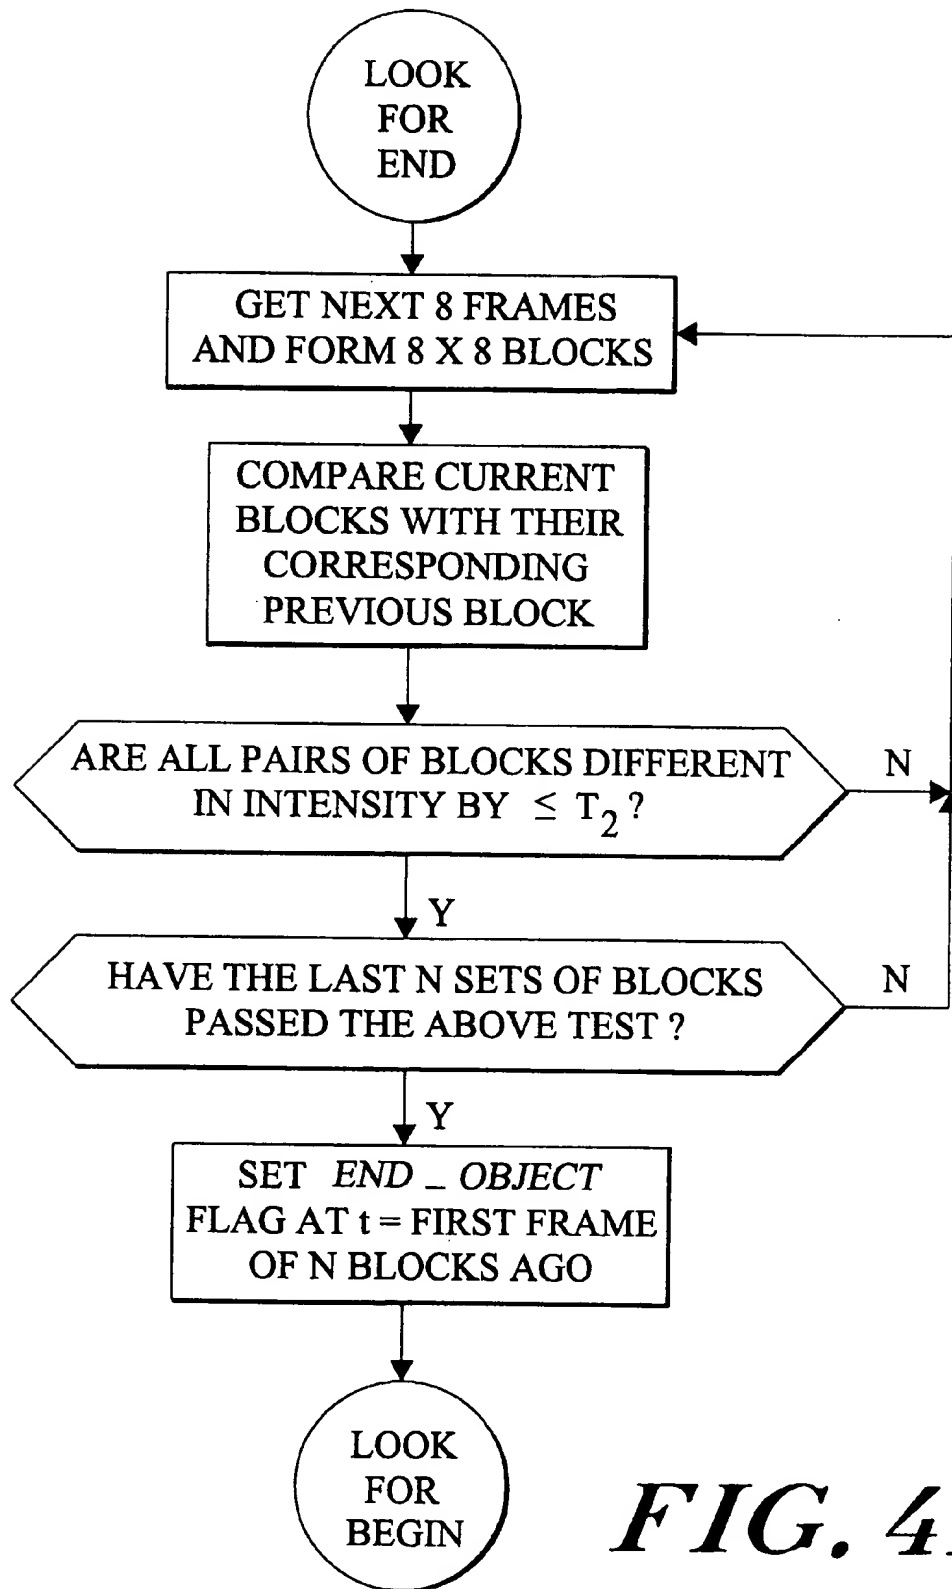 LOOK
FOR
END
GET NEXT 8 FRAMES
AND FORM 8 X 8 BLOCKS
COMPARE CURRENT
BLOCKS WITH THEIR
CORRESPONDING
PREVIOUS BLOCK
ARE ALL PAIRS OF BLOCKS DIFFERENT
IN INTENSITY BY ≤ T2 ?
N
Y
HAVE THE LAST N SETS OF BLOCKS
PASSED THE ABOVE TEST ?
N
Y
SET END _ OBJECT
FLAG AT t = FIRST FRAME
OF N BLOCKS AGO
LOOK
FOR
BEGIN
FIG. 4